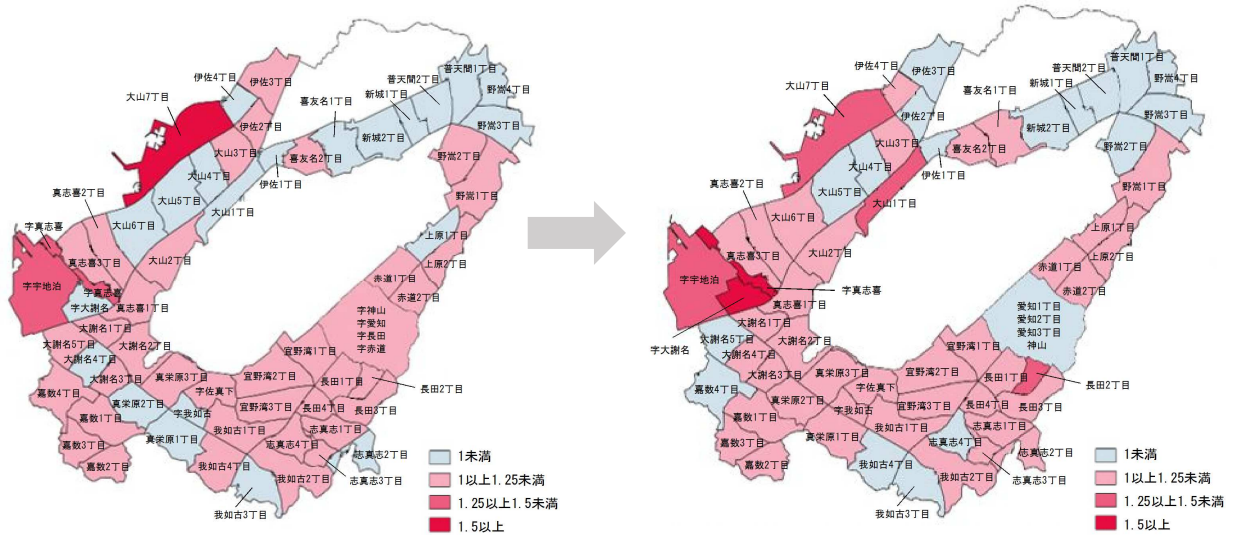 普天間1丁目
普天間2丁目
伊佐4丁目
伊佐3丁目
新城1丁目
野嵩4丁目
大山7丁目
喜友名1丁目
伊佐2丁目
新城2丁目
野嵩3丁目
大山3丁目
喜友名2丁目
野嵩2丁目
大山4丁目
伊佐1丁目
真志喜2丁目
大山5丁目
野嵩1丁目
大山1丁目
字真志喜
大山6丁目
上原1丁目
真志喜3丁目
大山2丁目
上原2丁目
字宇地泊
赤道1丁目
字真志喜
赤道2丁目
字大謝名
真志喜1丁目
字神山
字愛知
字長田
字赤道
大謝名1丁目
大謝名5丁目
大謝名2丁目
宜野湾1丁目
大謝名4丁目
大謝名3丁目
真栄原3丁目
宜野湾2丁目
長田1丁目
長田2丁目
嘉数4丁目
字佐真下
真栄原2丁目
宜野湾3丁目
長田4丁目
長田3丁目
嘉数1丁目
字我如古
我如古1丁目
志真志1丁目
嘉数3丁目
真栄原1丁目
志真志4丁目
志真志2丁目
嘉数2丁目
我如古4丁目
我如古2丁目
志真志3丁目
我如古3丁目
1未満
1以上1.25未満
1.25以上1.5未満
1.5以上
普天間1丁目
普天間2丁目
伊佐4丁目
伊佐3丁目
新城1丁目
野嵩4丁目
大山7丁目
喜友名1丁目
伊佐2丁目
新城2丁目
野嵩3丁目
大山3丁目
喜友名2丁目
野嵩2丁目
大山4丁目
伊佐1丁目
真志喜2丁目
大山5丁目
野嵩1丁目
大山1丁目
大山6丁目
上原1丁目
真志喜3丁目
大山2丁目
上原2丁目
字宇地泊
赤道1丁目
字真志喜
赤道2丁目
真志喜1丁目
愛知1丁目
愛知2丁目
愛知3丁目
神山
大謝名1丁目
字大謝名
大謝名5丁目
大謝名2丁目
宜野湾1丁目
大謝名4丁目
大謝名3丁目
真栄原3丁目
宜野湾2丁目
長田1丁目
長田2丁目
嘉数4丁目
字佐真下
真栄原2丁目
宜野湾3丁目
長田4丁目
長田3丁目
嘉数1丁目
字我如古
我如古1丁目
志真志1丁目
嘉数3丁目
真栄原1丁目
志真志4丁目
志真志2丁目
嘉数2丁目
我如古4丁目
我如古2丁目
志真志3丁目
我如古3丁目
1未満
1以上1.25未満
1.25以上1.5未満
1.5以上